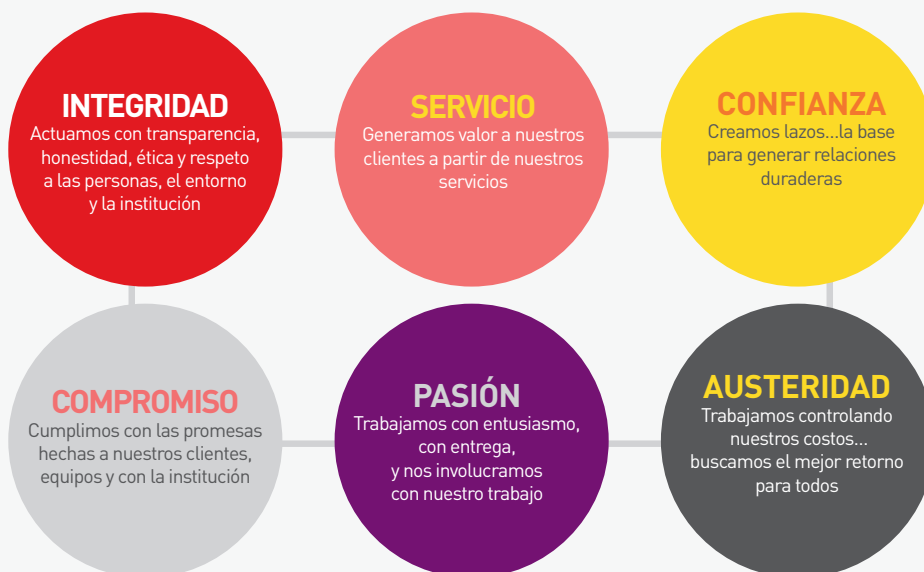 INTEGRIDAD
Actuamos con transparencia,
honestidad, ética y respeto
a las personas, el entorno
y la institución
SERVICIO
Generamos valor a nuestros
clientes a partir de nuestros
servicios
CONFIANZA
Creamos lazos...la base
para generar relaciones
duraderas
COMPROMISO
Cumplimos con las promesas
hechas a nuestros clientes,
equipos y con la institución
PASIÓN
Trabajamos con entusiasmo,
con entrega,
y nos involucramos
con nuestro trabajo
AUSTERIDAD
Trabajamos controlando
nuestros costos...
buscamos el mejor retorno
para todos